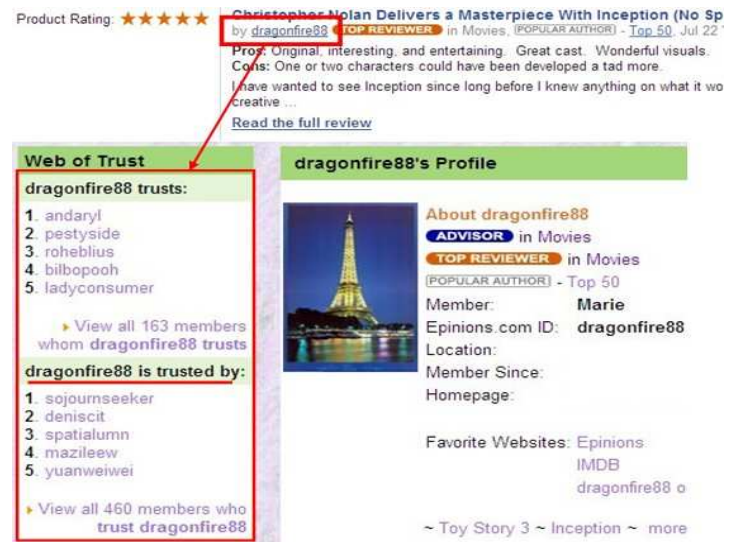 Product Rating:
Christopher Nolan Delivers a Masterpiece With Inception (No Sp
by dragonfire88 TOP REVIEWER in Movies, POPULAR AUTHOR - Top 50, Jul 22 '
Pros: Original, interesting, and entertaining. Great cast. Wonderful visuals.
Cons: One or two characters could have been developed a tad more.
I have wanted to see Inception since long before I knew anything on what it wo
creative ...
Read the full review
Web of Trust
dragonfire88 trusts:
1. andaryl
2. pestyside
3. roheblius
4. bilbopooh
5. ladyconsumer
View all 163 members
whom dragonfire88 trusts
dragonfire88 is trusted by:
1. sojournseeker
2. deniscit
3. spatialumn
4. mazileew
5. yuanweiwei
View all 460 members who
trust dragonfire88
dragonfire88's Profile
About dragonfire88
ADVISOR in Movies
TOP REVIEWER in Movies
POPULAR AUTHOR - Top 50
Member: Marie
Epinions.com ID: dragonfire88
Location:
Member Since:
Homepage:
Favorite Websites: Epinions
IMDB
dragonfire88 o
~ Toy Story 3 ~ Inception ~ more